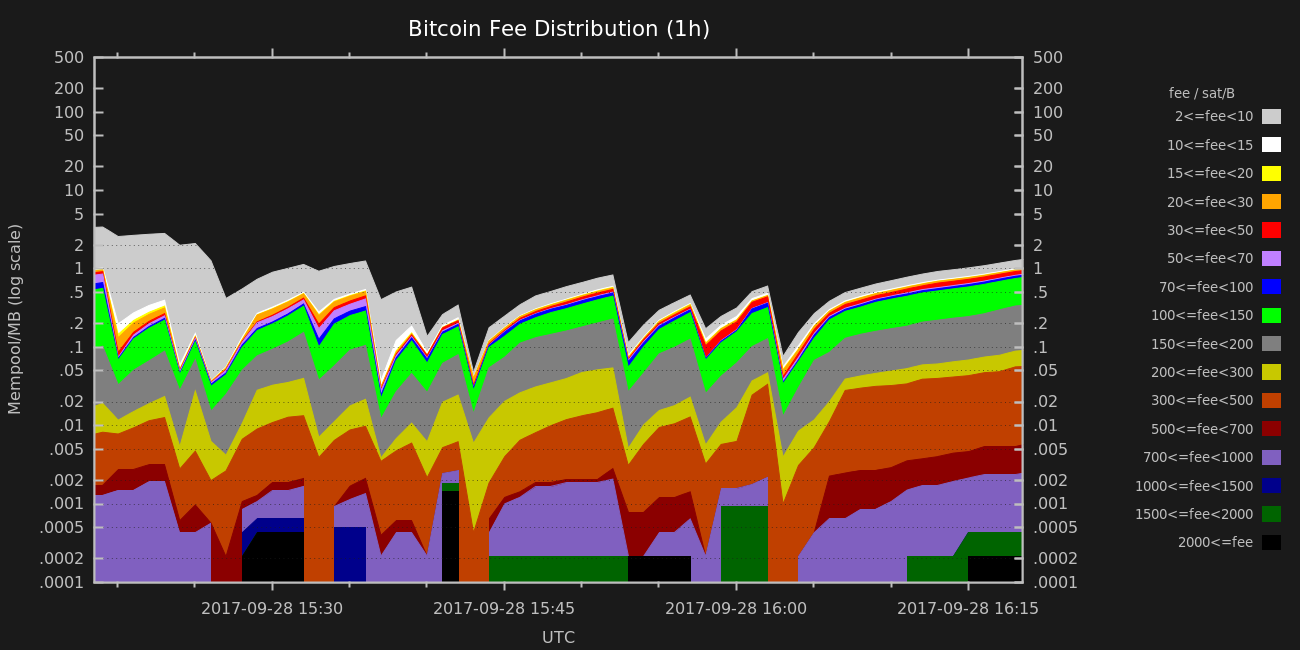 Bitcoin Fee Distribution (1h)
Mempool/MB (log scale)
500
200
100
50
20
10
5
2
1
.5
.2
.1
.05
.02
.01
.005
.002
.001
.0005
.0002
.0001
500
200
100
50
20
10
5
2
1
.5
.2
.1
.05
.02
.01
.005
.002
.001
.0005
.0002
.0001
2017-09-28 15:30 2017-09-28 15:45 2017-09-28 16:00 2017-09-28 16:15
UTC
fee / sat/B
2<=fee<10
10<=fee<15
15<=fee<20
20<=fee<30
30<=fee<50
50<=fee<70
70<=fee<100
100<=fee<150
150<=fee<200
200<=fee<300
300<=fee<500
500<=fee<700
700<=fee<1000
1000<=fee<1500
1500<=fee<2000
2000<=fee